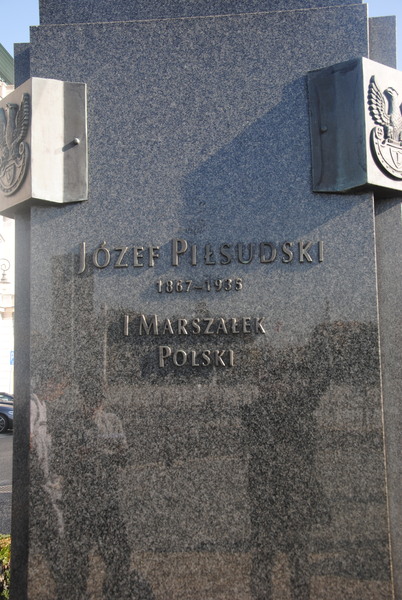 JÓZEF PIŁSUDSKI
1867–1935
I MARSZAŁEK
POLSKI